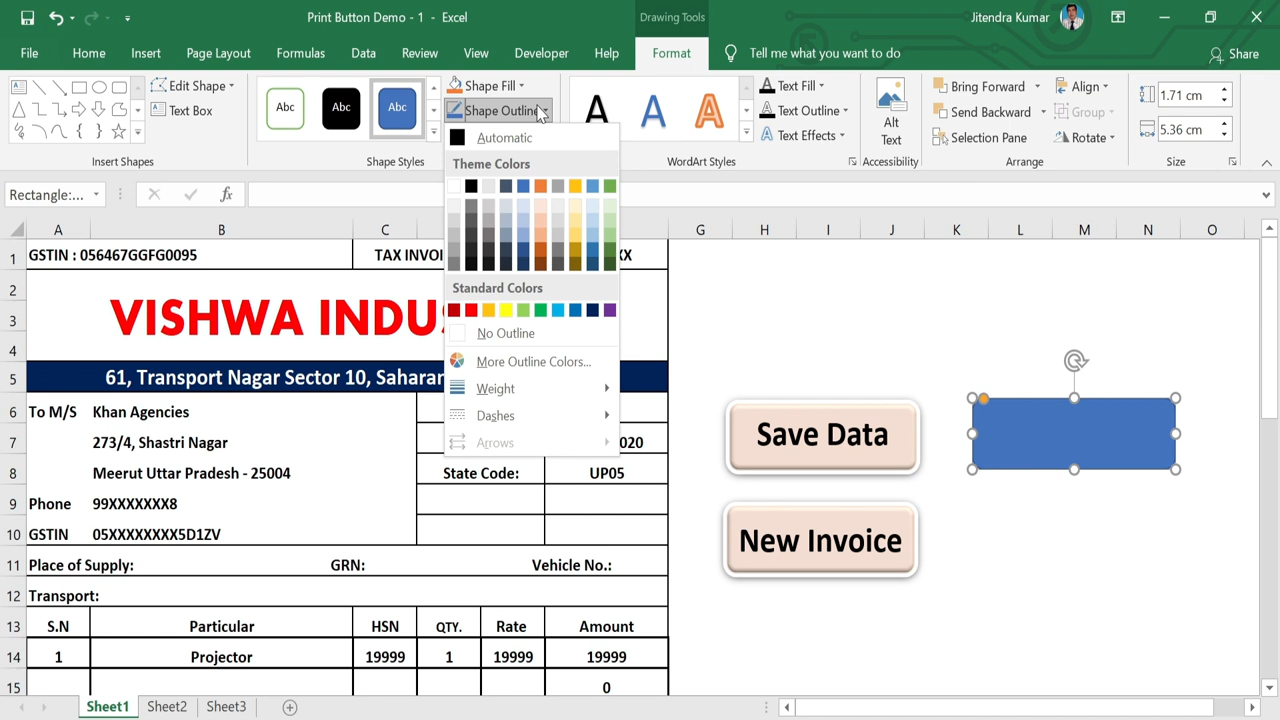 Print Button Demo - 1 - Excel
Drawing Tools
Jitendra Kumar
File Home Insert Page Layout Formulas Data Review View Developer Help Format Tell me what you want to do Share
Edit Shape
Text Box
Insert Shapes
Abc Abc Abc
Shape Styles
Shape Fill
Shape Outline
A A A
WordArt Styles
Text Fill
Text Outline
Text Effects
Alt Text
Accessibility
Bring Forward
Send Backward
Selection Pane
Align
Group
Rotate
Arrange
1.71 cm
5.36 cm
Size
Automatic
Theme Colors
Standard Colors
No Outline
More Outline Colors...
Weight
Dashes
Arrows
Rectangle:...
fx
A B C G H I J K L M N O
1 GSTIN : 056467GGFG0095 TAX INVOI XX
2
3 VISHWA INDUS
4
5 61, Transport Nagar Sector 10, Saharan
6 To M/S Khan Agencies
7 273/4, Shastri Nagar 020
8 Meerut Uttar Pradesh - 25004 State Code: UP05
9 Phone 99XXXXXXX8
10 GSTIN 05XXXXXXXX5D1ZV
11 Place of Supply: GRN: Vehicle No.:
12 Transport:
13 S.N Particular HSN QTY. Rate Amount
14 1 Projector 19999 1 19999 19999
15 0
Save Data
New Invoice
Sheet1 Sheet2 Sheet3